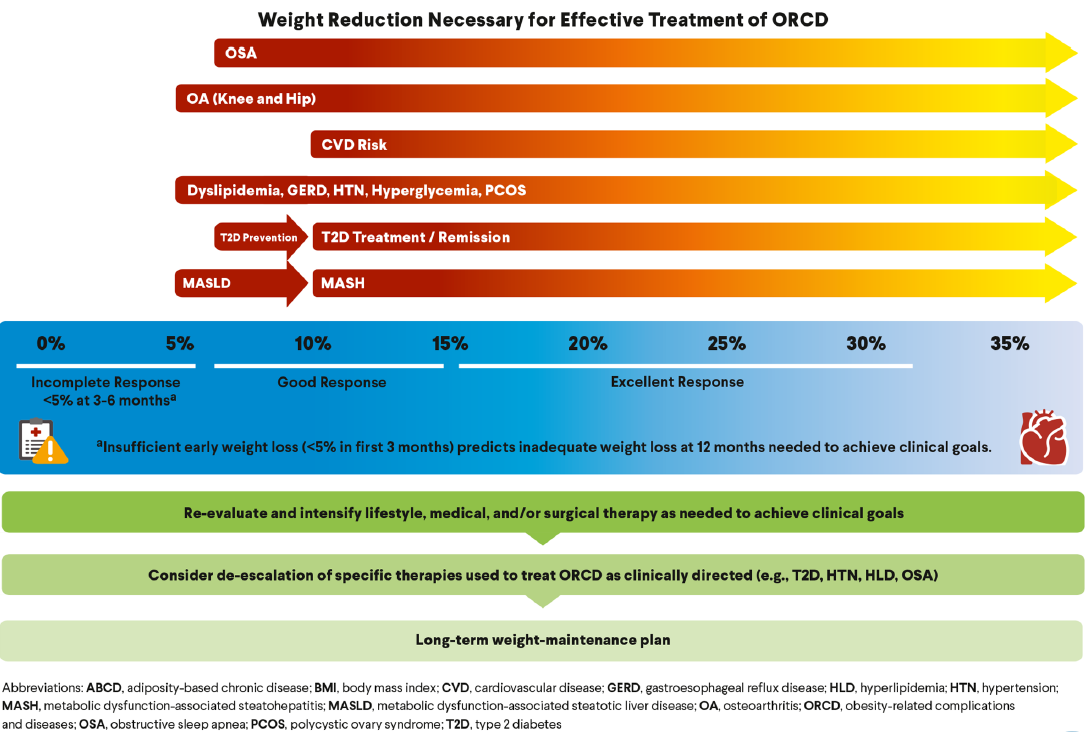 Weight Reduction Necessary for Effective Treatment of ORCD
OSA
OA (Knee and Hip)
CVD Risk
Dyslipidemia, GERD, HTN, Hyperglycemia, PCOS
T2D Prevention
T2D Treatment / Remission
MASLD
MASH
0% 5% 10% 15% 20% 25% 30% 35%
Incomplete Response
<5% at 3-6 monthsᵃ
Good Response
Excellent Response
ᵃInsufficient early weight loss (<5% in first 3 months) predicts inadequate weight loss at 12 months needed to achieve clinical goals.
Re-evaluate and intensify lifestyle, medical, and/or surgical therapy as needed to achieve clinical goals
Consider de-escalation of specific therapies used to treat ORCD as clinically directed (e.g., T2D, HTN, HLD, OSA)
Long-term weight-maintenance plan
Abbreviations: ABCD, adiposity-based chronic disease; BMI, body mass index; CVD, cardiovascular disease; GERD, gastroesophageal reflux disease; HLD, hyperlipidemia; HTN, hypertension;
MASH, metabolic dysfunction-associated steatohepatitis; MASLD, metabolic dysfunction-associated steatotic liver disease; OA, osteoarthritis; ORCD, obesity-related complications
and diseases; OSA, obstructive sleep apnea; PCOS, polycystic ovary syndrome; T2D, type 2 diabetes